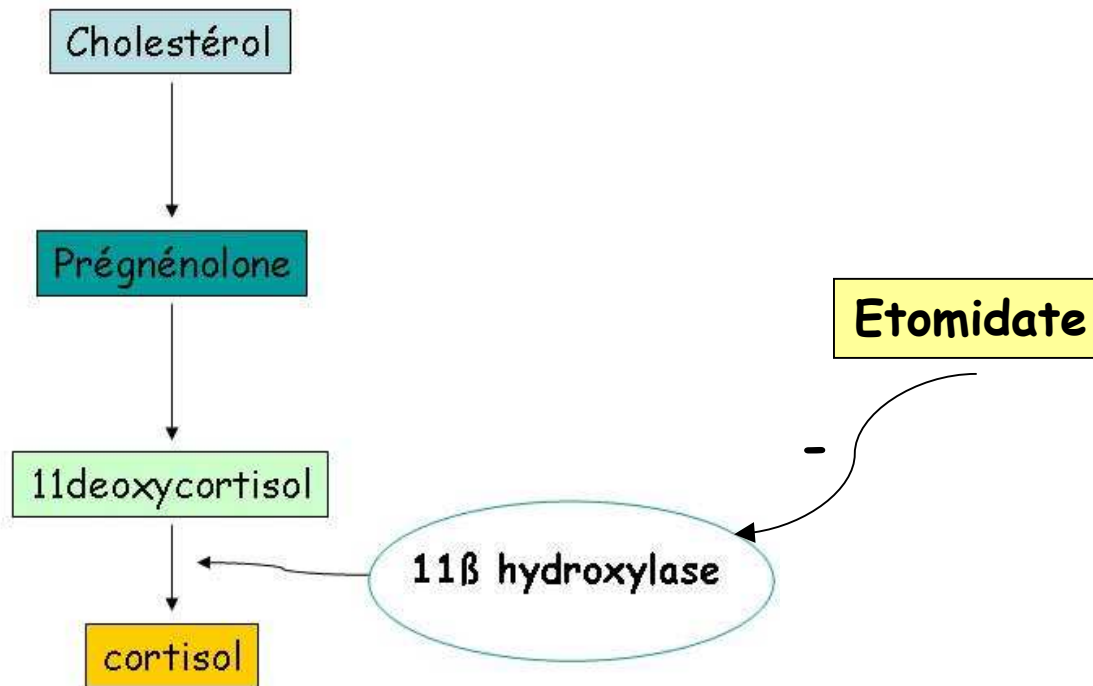 Cholestérol
Prégnénolone
Etomidate
-
11deoxycortisol
11ß hydroxylase
cortisol